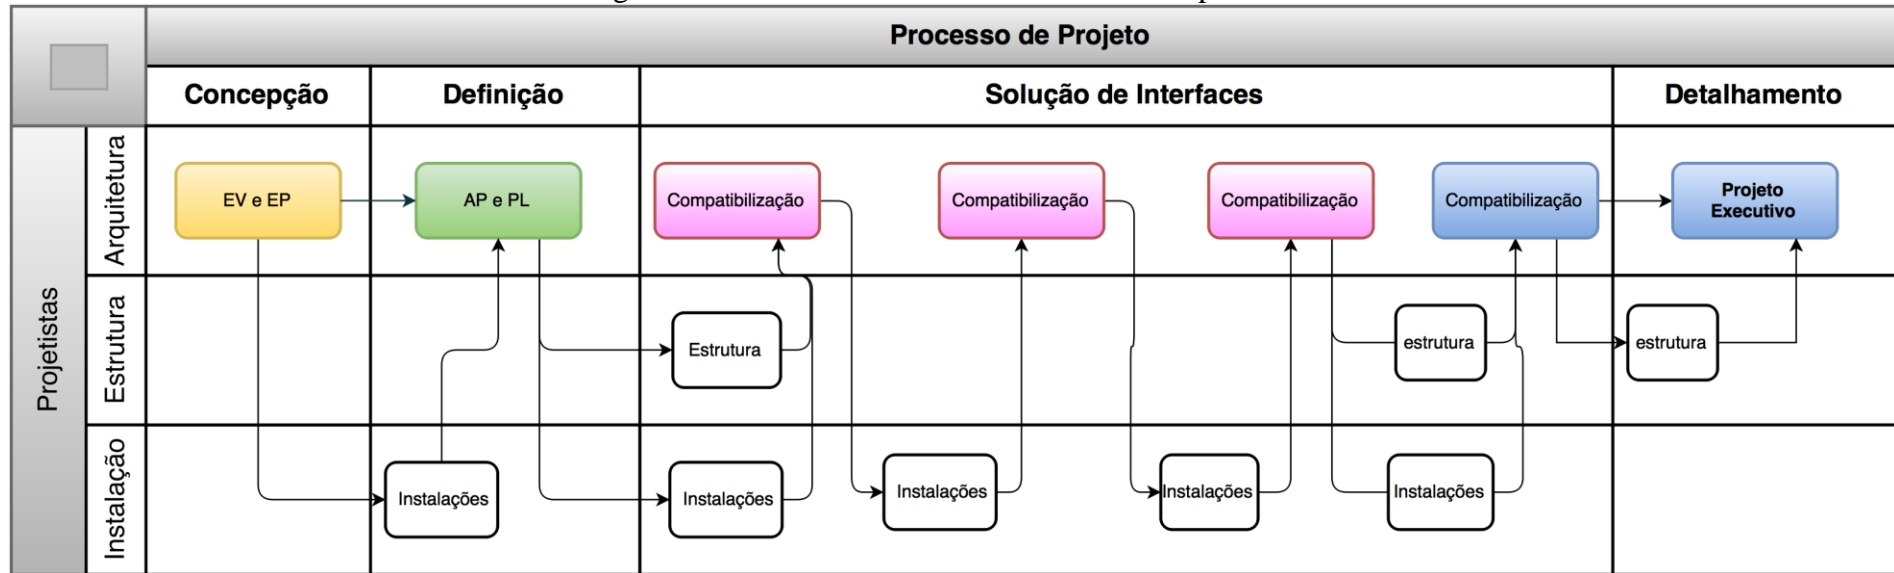 Processo de Projeto
Concepção
Definição
Solução de Interfaces
Detalhamento
Projetistas
Arquitetura
EV e EP
AP e PL
Compatibilização
Compatibilização
Compatibilização
Compatibilização
Projeto
Executivo
Estrutura
Estrutura
estrutura
estrutura
Instalação
Instalações
Instalações
Instalações
Instalações
Instalações